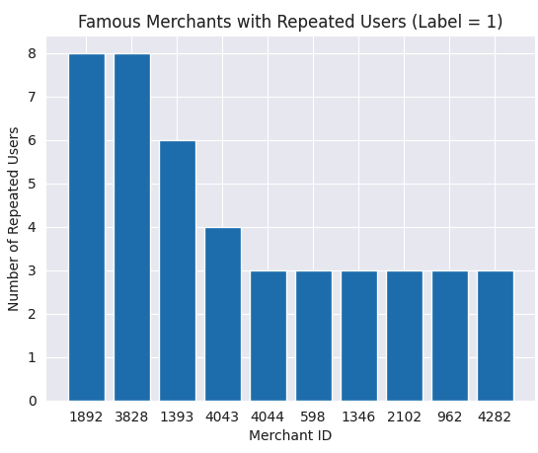 Famous Merchants with Repeated Users (Label = 1)
Number of Repeated Users
8
7
6
5
4
3
2
1
0
1892 3828 1393 4043 4044 598 1346 2102 962 4282
Merchant ID